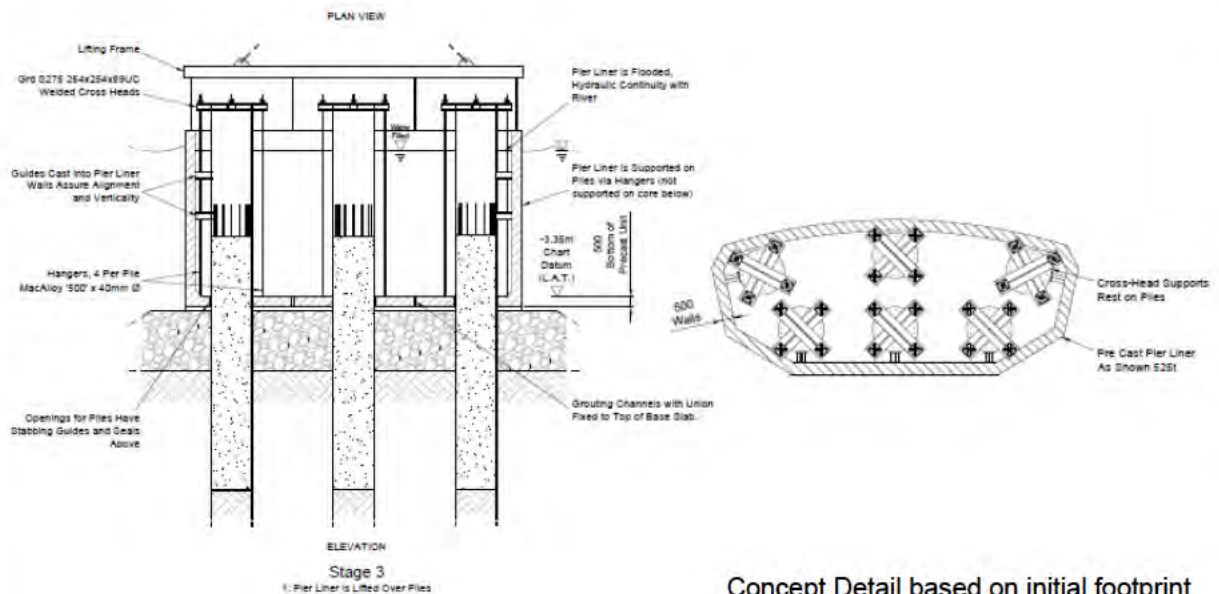 PLAN VIEW
Lifting Frame
Grd S275 254x254x89UC
Welded Cross Heads
Water
Filled
Pier Liner is Flooded,
Hydraulic Continuity with
River
Guides Cast Into Pier Liner
Walls Assure Alignment
and Verticality
Pier Liner is Supported on
Piles via Hangers (not
supported on core below)
-3.35m
Chart
Datum
(L.A.T.)
500
Bottom of
Precast Unit
Hangers, 4 Per Pile
MacAlloy '500' x 40mm Ø
Openings for Piles Have
Stabbing Guides and Seals
Above
Grouting Channels with Union
Fixed to Top of Base Slab.
500
Walls
Cross-Head Supports
Rest on Piles
Pre Cast Pier Liner
As Shown 525t
ELEVATION
Stage 3
1: Pier Liner is Lifted Over Piles
Concept Detail based on initial footprint